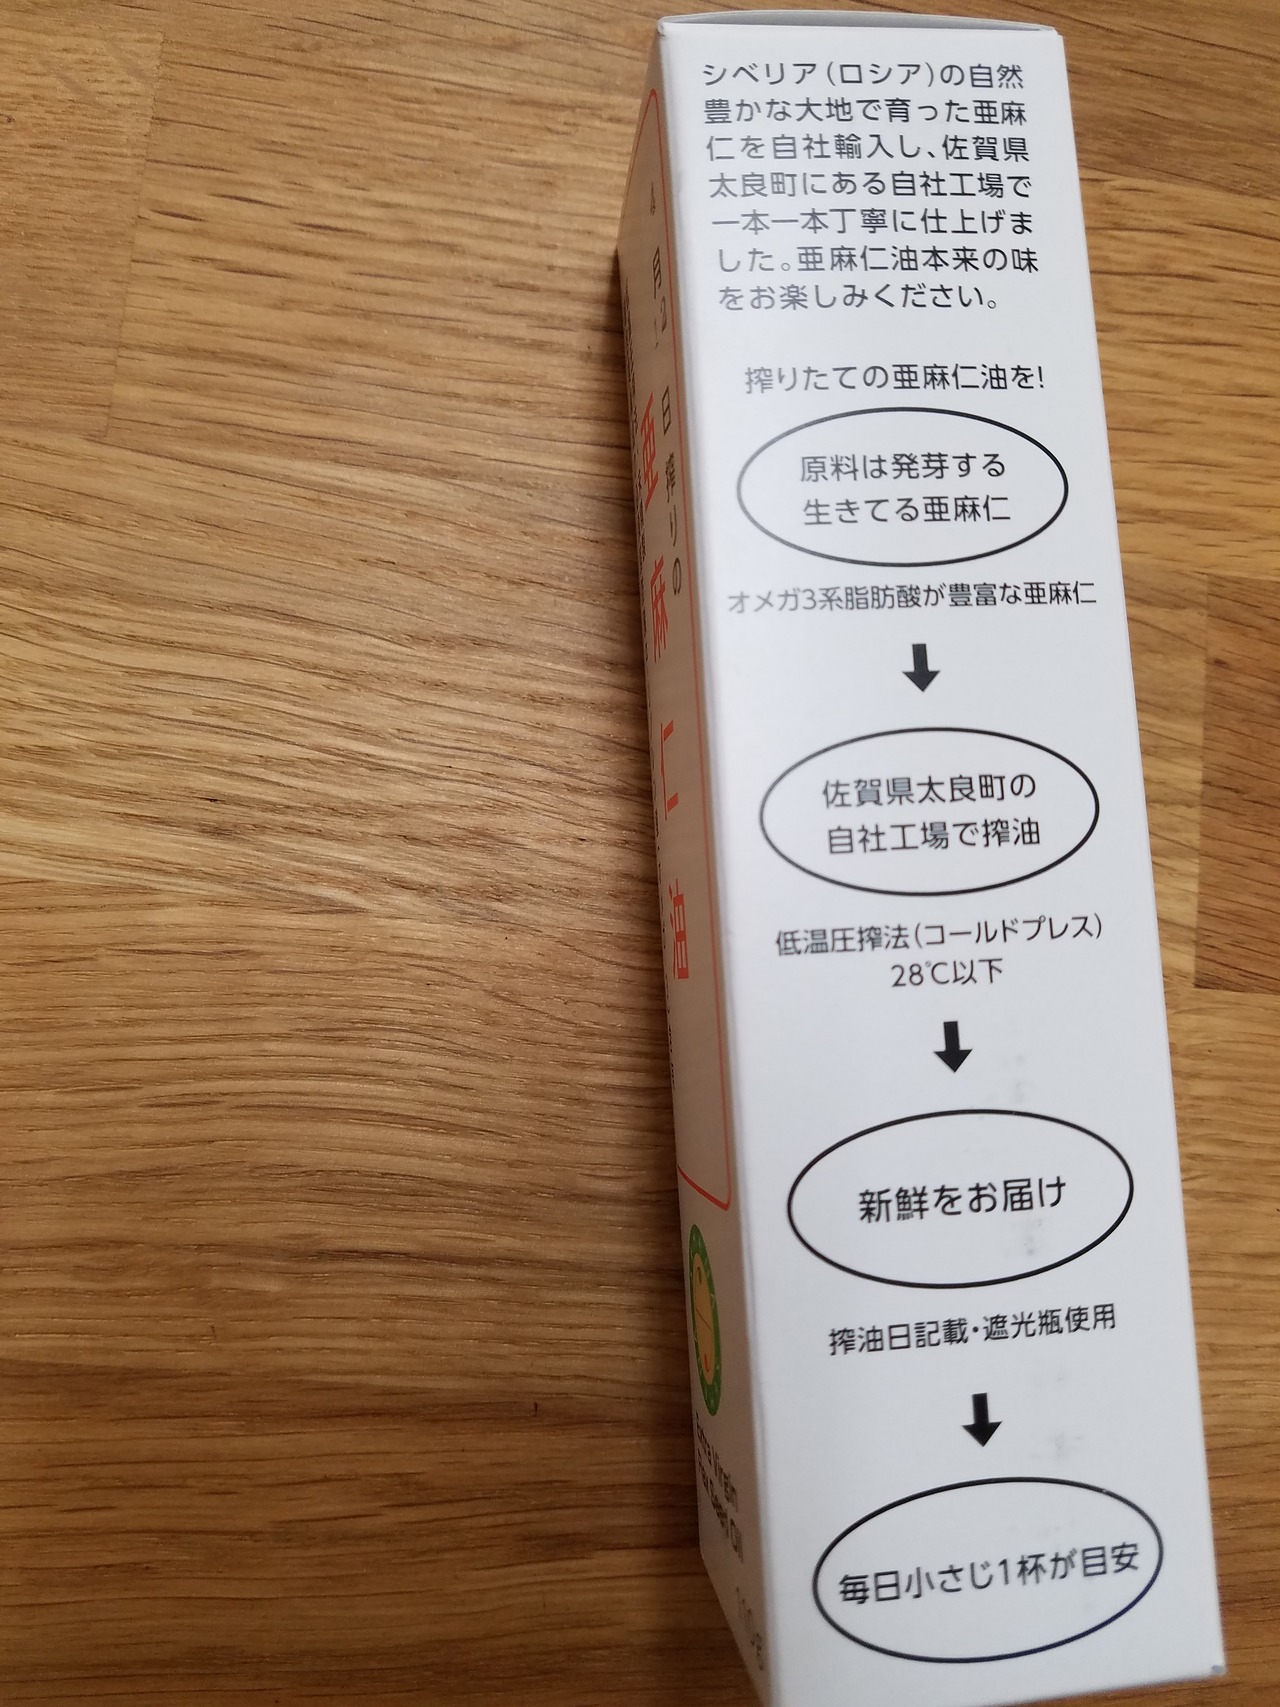 シベリア(ロシア)の自然
豊かな大地で育った亜麻
仁を自社輸入し、佐賀県
太良町にある自社工場で
一本一本丁寧に仕上げま
した。亜麻仁油本来の味
をお楽しみください。
搾りたての亜麻仁油を!
原料は発芽する
生きてる亜麻仁
オメガ3系脂肪酸が豊富な亜麻仁
佐賀県太良町の
自社工場で搾油
低温圧搾法(コールドプレス)
28℃以下
新鮮をお届け
搾油日記載・遮光瓶使用
毎日小さじ1杯が目安
4月2日搾りの
亜麻仁油
Extra Virgin
Flax Seed Oil